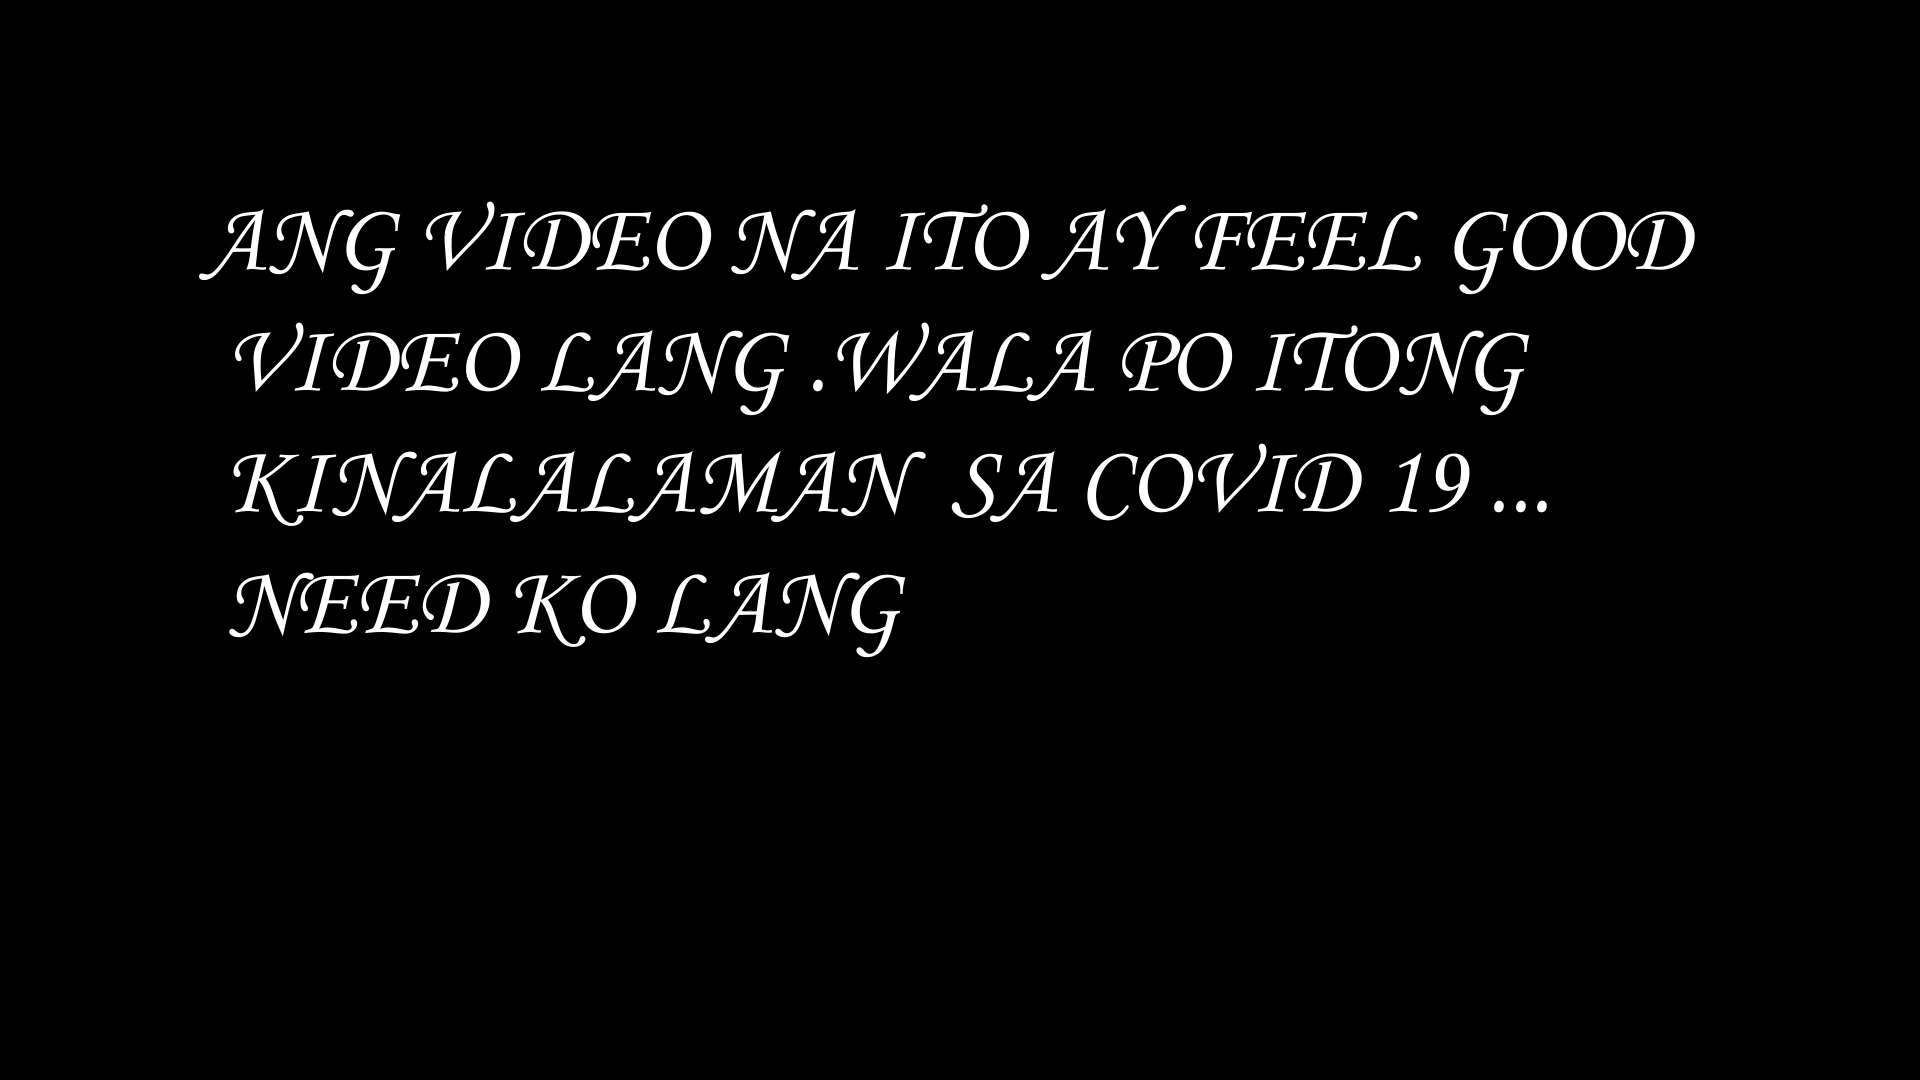 ANG VIDEO NA ITO AY FEEL GOOD
VIDEO LANG .WALA PO ITONG
KINALALAMAN SA COVID 19 ...
NEED KO LANG